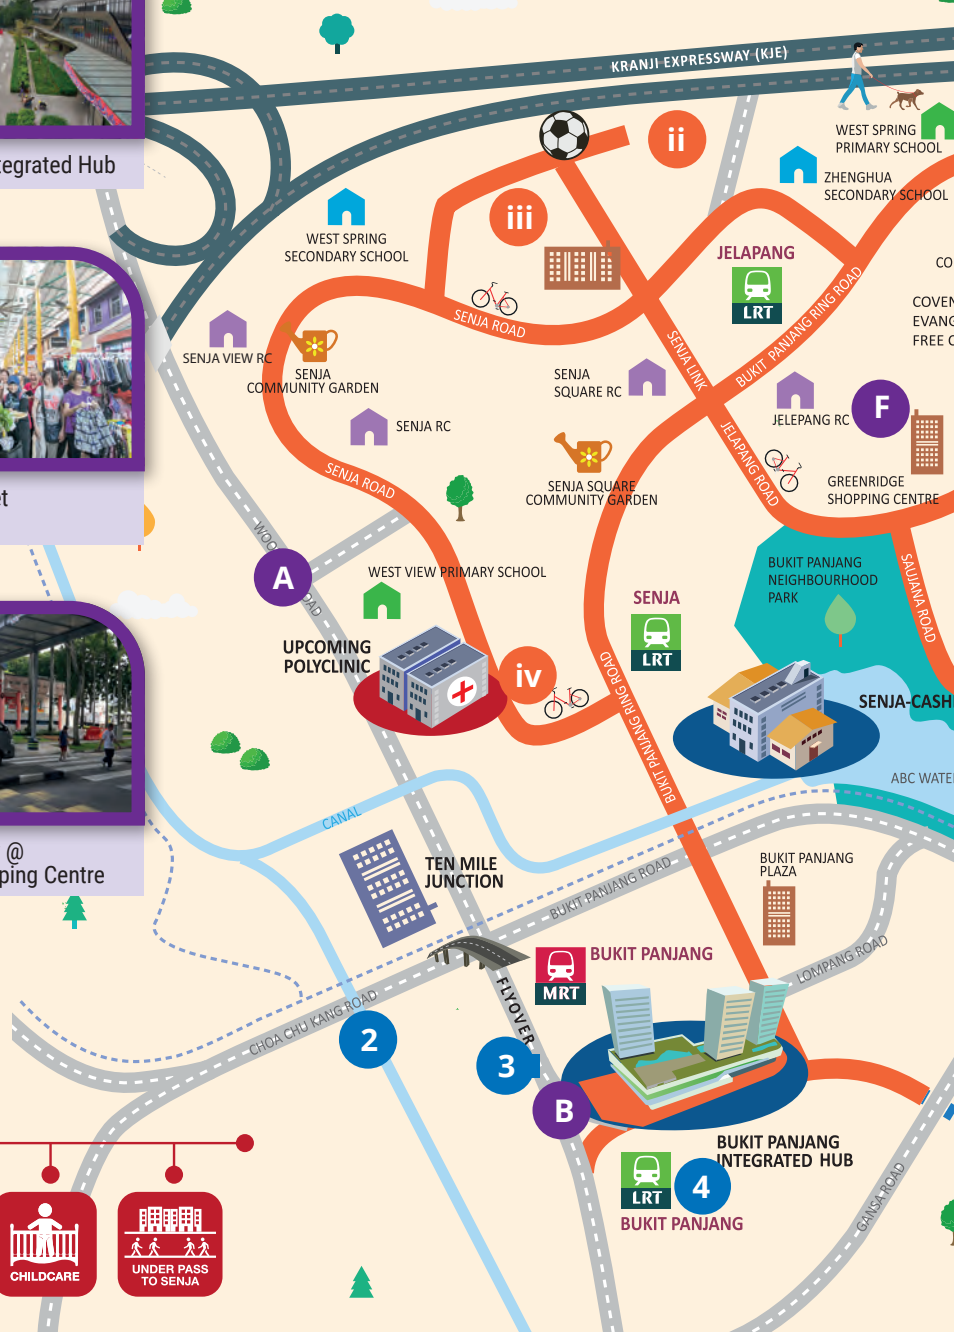 KRANJI EXPRESSWAY (KJE)
tegrated Hub
ii
WEST SPRING
PRIMARY SCHOOL
ZHENGHUA
SECONDARY SCHOOL
iii
WEST SPRING
SECONDARY SCHOOL
JELAPANG
LRT
CO
COVEN
EVANG
FREE C
SENJA ROAD
SENJA VIEW RC
SENJA
COMMUNITY GARDEN
SENJA LINK
BUKIT PANJANG RING ROAD
SENJA
SQUARE RC
JELEPANG RC
F
SENJA RC
JELAPANG ROAD
SENJA ROAD
SENJA SQUARE
COMMUNITY GARDEN
GREENRIDGE
SHOPPING CENTRE
et
A
WEST VIEW PRIMARY SCHOOL
BUKIT PANJANG
NEIGHBOURHOOD
PARK
SAUJANA ROAD
SENJA
LRT
UPCOMING
POLYCLINIC
iv
BUKIT PANJANG RING ROAD
SENJA-CASH
ABC WATE
CANAL
@
ping Centre
TEN MILE
JUNCTION
BUKIT PANJANG ROAD
BUKIT PANJANG
PLAZA
LOMPANG ROAD
BUKIT PANJANG
MRT
FLYOVER
CHOA CHU KANG ROAD
2
3
B
BUKIT PANJANG
INTEGRATED HUB
LRT
4
BUKIT PANJANG
GANSA ROAD
CHILDCARE
UNDER PASS
TO SENJA